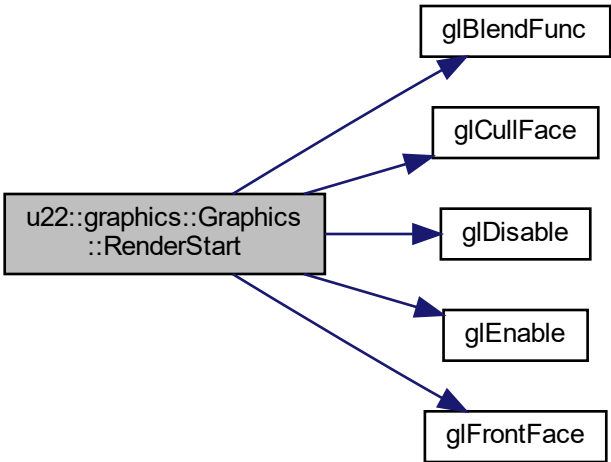 u22::graphics::Graphics
::RenderStart
glBlendFunc
glCullFace
glDisable
glEnable
glFrontFace